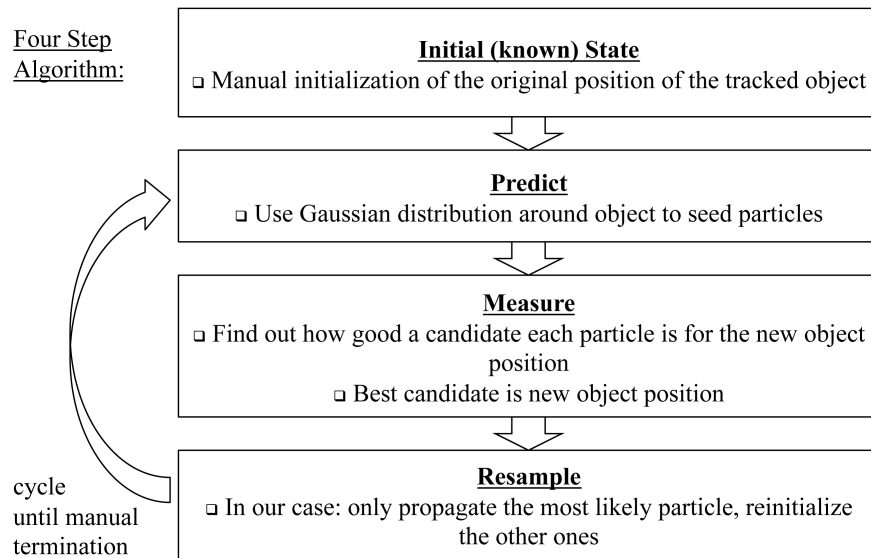 Four Step
Algorithm:
Initial (known) State
❑ Manual initialization of the original position of the tracked object
Predict
❑ Use Gaussian distribution around object to seed particles
Measure
❑ Find out how good a candidate each particle is for the new object
position
❑ Best candidate is new object position
Resample
❑ In our case: only propagate the most likely particle, reinitialize
the other ones
cycle
until manual
termination